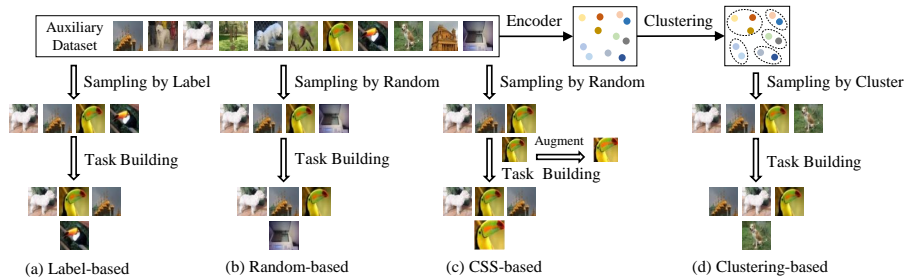 Auxiliary
Dataset
Encoder
Clustering
Sampling by Label
Sampling by Random
Sampling by Random
Sampling by Cluster
Augment
Task Building
Task Building
Task Building
Task Building
(a) Label-based
(b) Random-based
(c) CSS-based
(d) Clustering-based